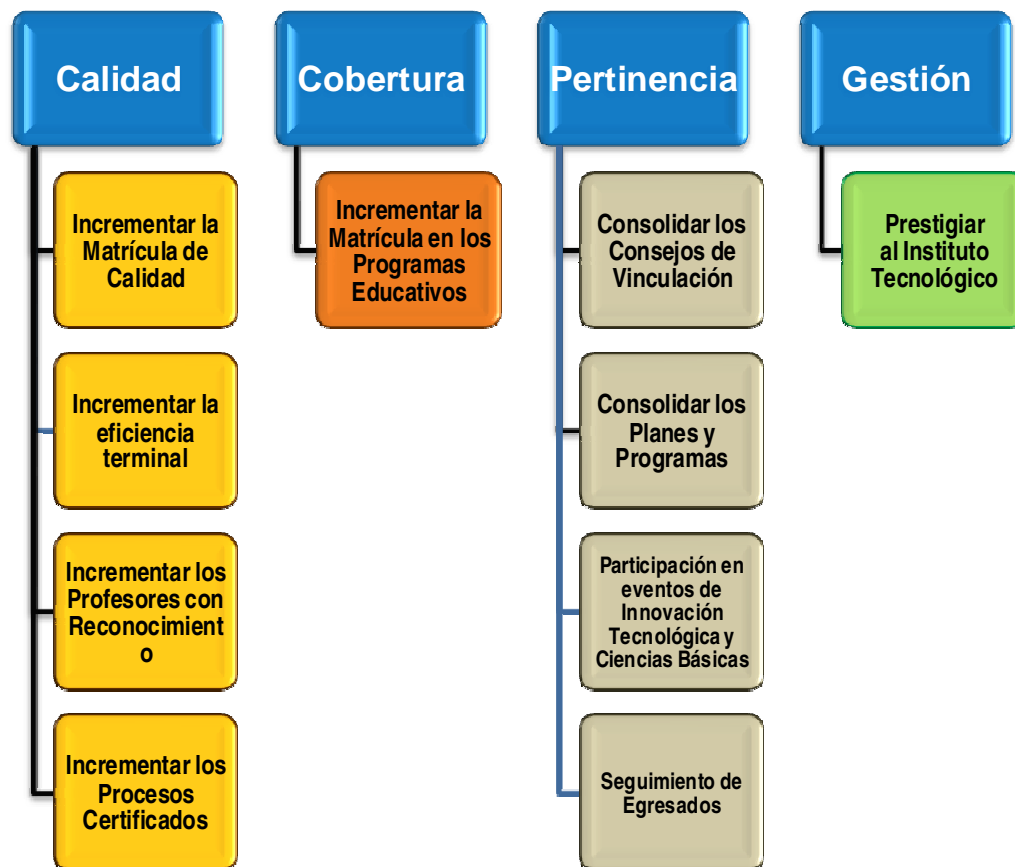 Calidad
Incrementar la
Matrícula de
Calidad
Incrementar la
eficiencia
terminal
Incrementar los
Profesores con
Reconocimient
o
Incrementar los
Procesos
Certificados
Cobertura
Incrementar la
Matrícula en los
Programas
Educativos
Pertinencia
Consolidar los
Consejos de
Vinculación
Consolidar los
Planes y
Programas
Participación en
eventos de
Innovación
Tecnológica y
Ciencias Básicas
Seguimiento de
Egresados
Gestión
Prestigiar
al Instituto
Tecnológico